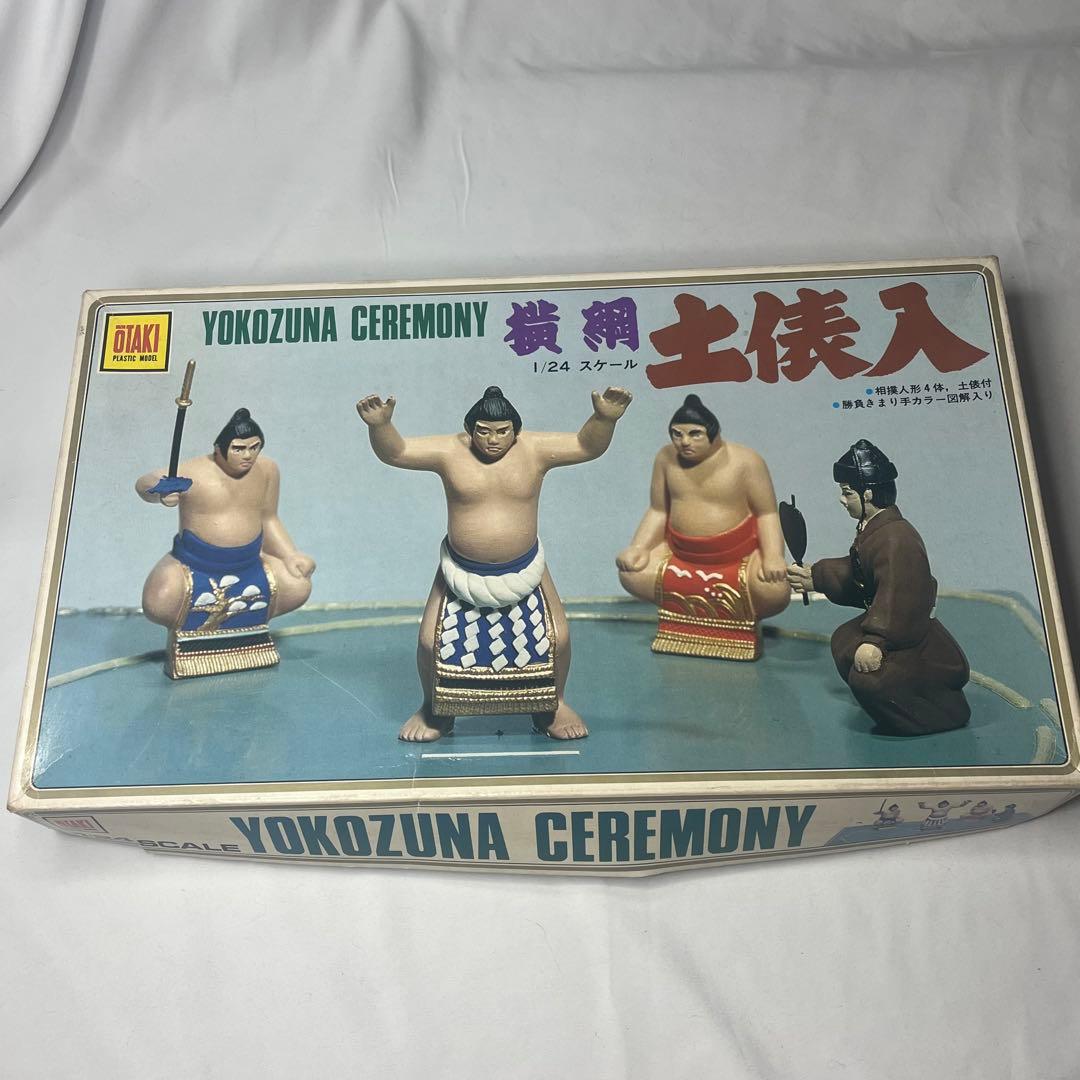 OTAKI
PLASTIC MODEL
YOKOZUNA CEREMONY
横綱
土俵入
1/24 スケール
●相撲人形4体，土俵付
●勝負きまり手カラー図解入り
OTAKI
SCALE
YOKOZUNA CEREMONY